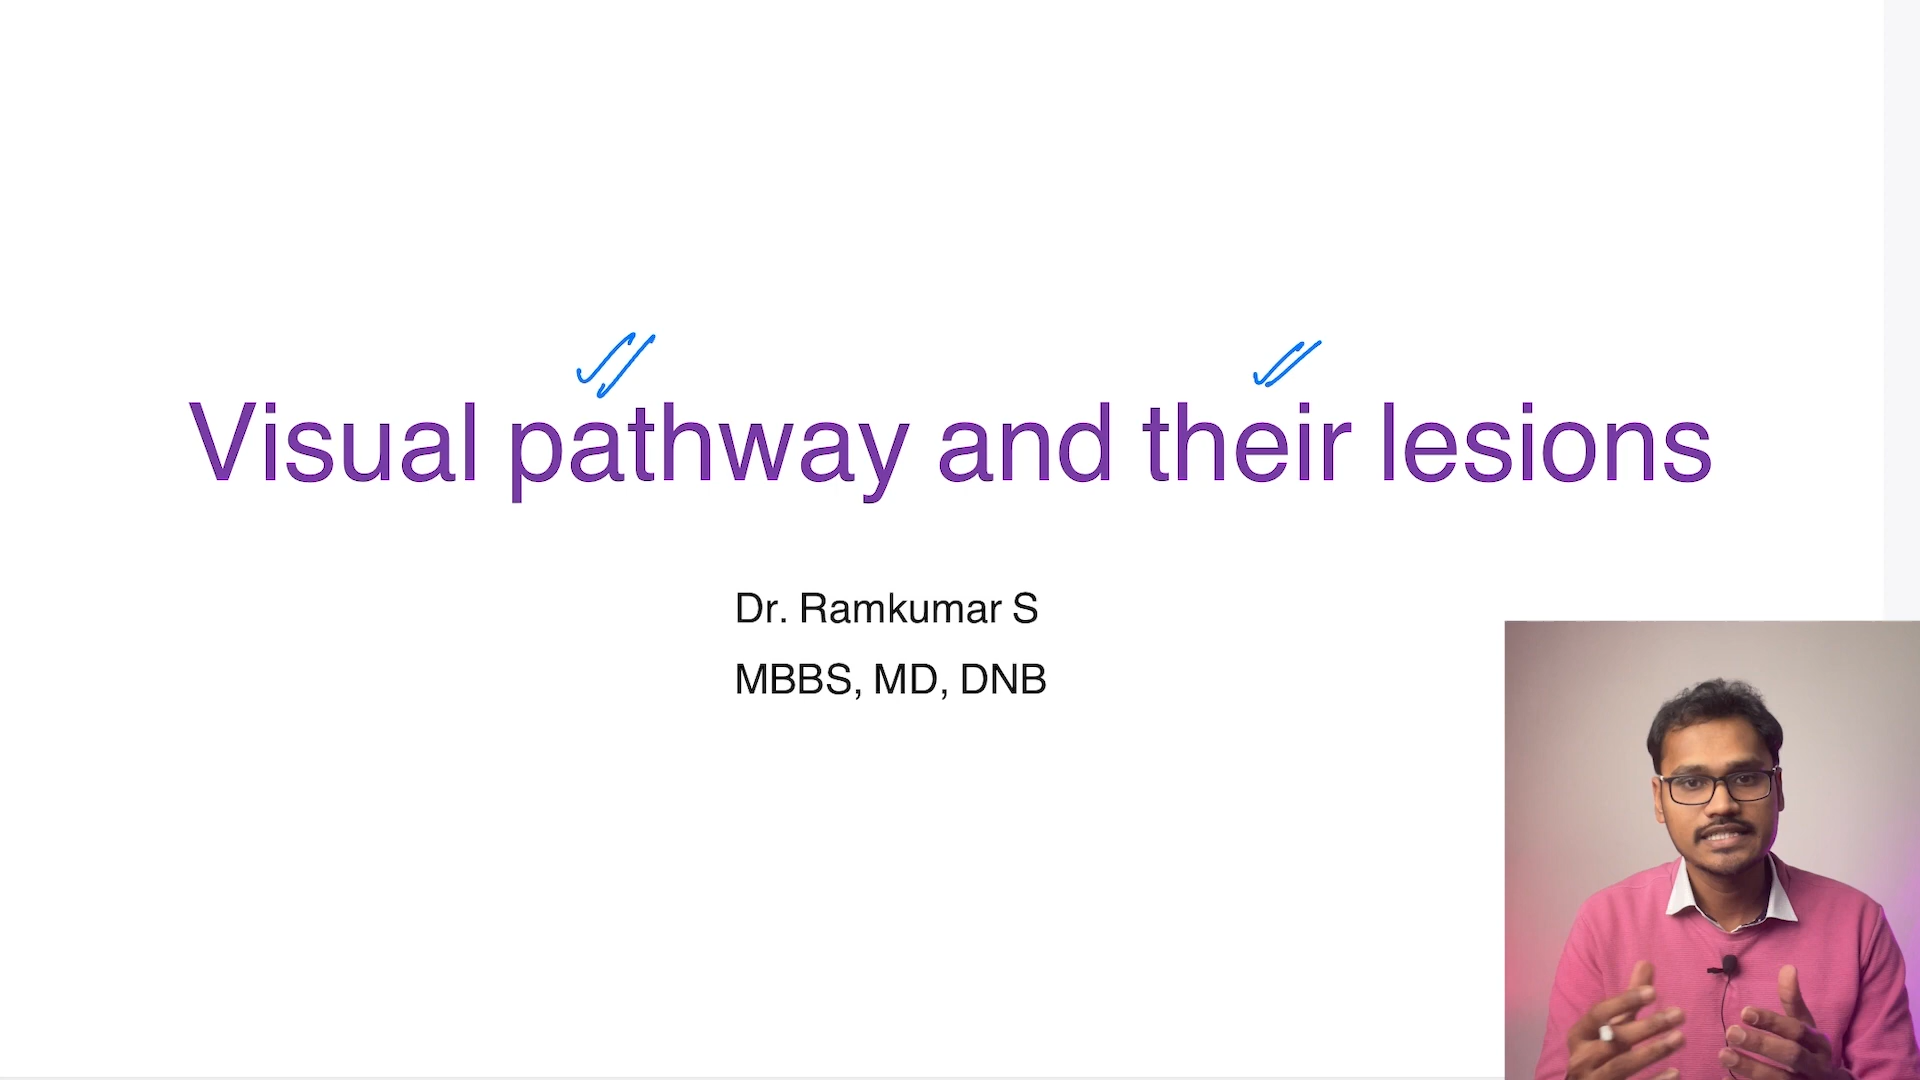 Visual pathway and their lesions
Dr. Ramkumar S
MBBS, MD, DNB